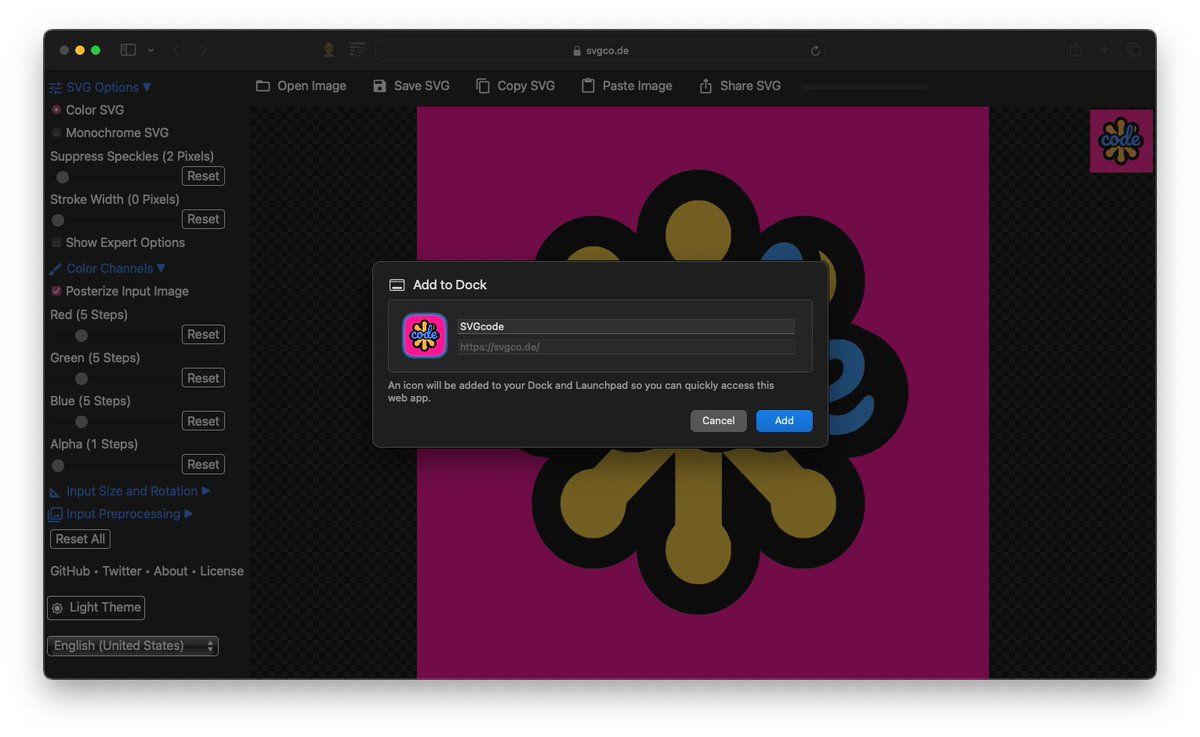 svgco.de
Open Image
Save SVG
Copy SVG
Paste Image
Share SVG
SVG Options ▼
Color SVG
Monochrome SVG
Suppress Speckles (2 Pixels)
Reset
Stroke Width (0 Pixels)
Reset
Show Expert Options
Color Channels ▼
Posterize Input Image
Red (5 Steps)
Reset
Green (5 Steps)
Reset
Blue (5 Steps)
Reset
Alpha (1 Steps)
Reset
Input Size and Rotation ▶
Input Preprocessing ▶
Reset All
GitHub • Twitter • About • License
Light Theme
English (United States)
code
e
Add to Dock
code
SVGcode
https://svgco.de/
An icon will be added to your Dock and Launchpad so you can quickly access this
web app.
Cancel
Add